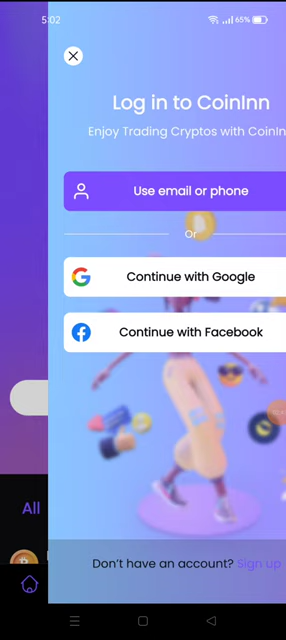 5:02
65%
Log in to CoinInn
Enjoy Trading Cryptos with CoinIn
Use email or phone
Or
Continue with Google
Continue with Facebook
All
Don't have an account? Sign up